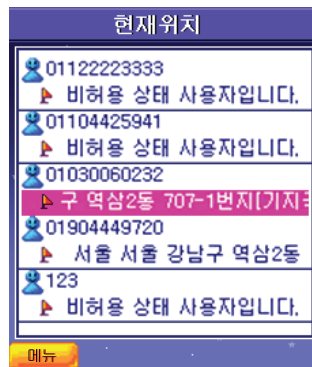 현재위치
01122223333
비허용 상태 사용자입니다.
01104425941
비허용 상태 사용자입니다.
01030060232
구 역삼2동 707-1번지(기지
01904449720
서울 서울 강남구 역삼2동
123
비허용 상태 사용자입니다.
메뉴